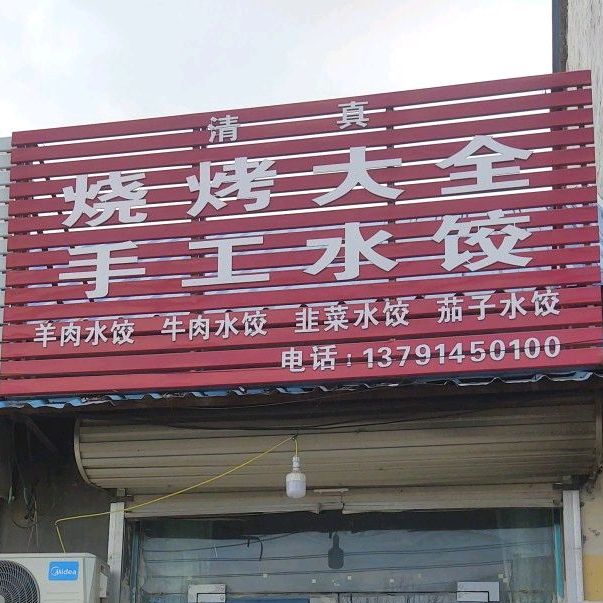 清真
烧烤大全
手工水饺
羊肉水饺 牛肉水饺 韭菜水饺 茄子水饺
电话：13791450100
Midea